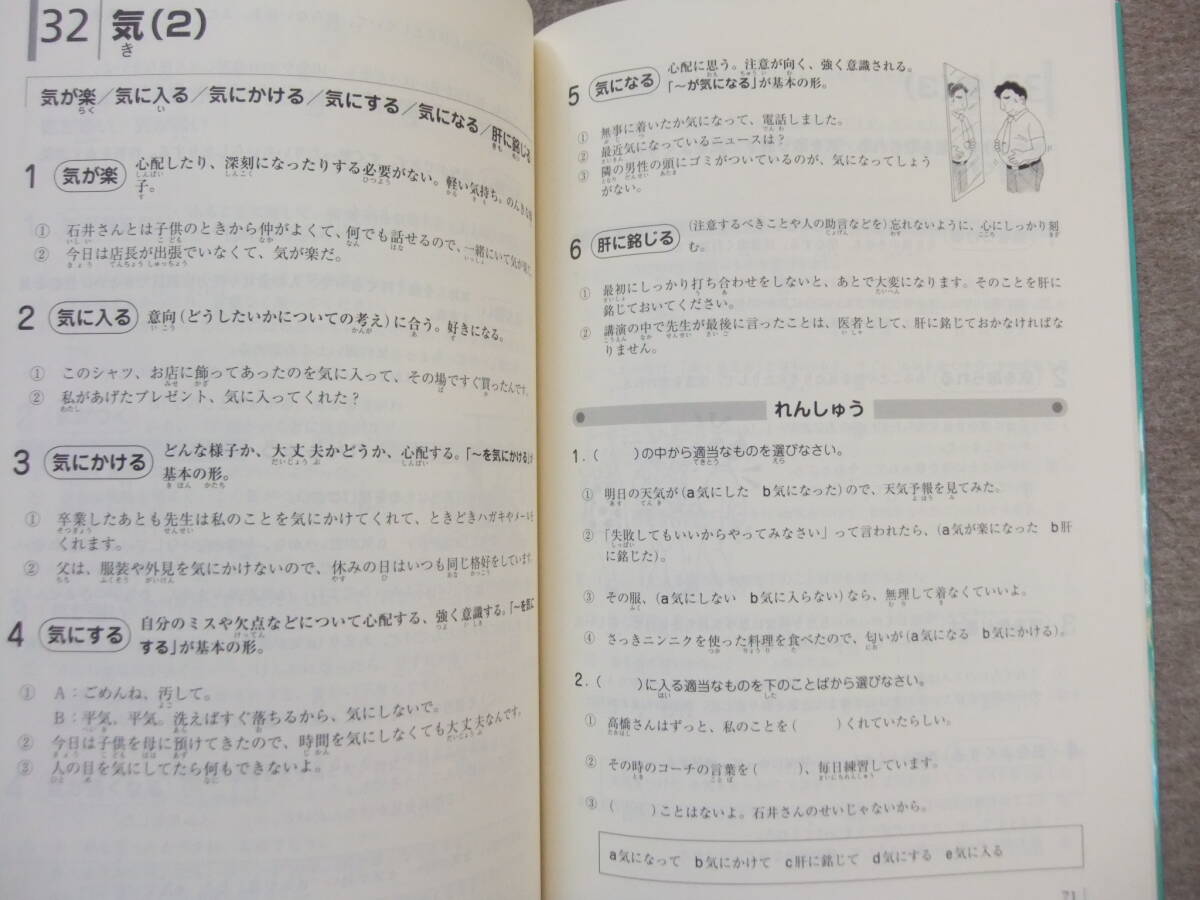 32 気(2)
き
気が楽/気に入る/気にかける/気にする/気になる/肝に銘じる
1 気が楽 心配したり、深刻になったりする必要がない。軽い気持ち。のんきな様
子。
① 石井さんとは子供のときから仲がよくて、何でも話せるので、一緒にいて気が楽だ。
② 今日は店長が出張でいなくて、気が楽だ。
2 気に入る 意向(どうしたいかについての考え)に合う。好きになる。
① このシャツ、お店に飾ってあったのを気に入って、その場ですぐ買ったんです。
② 私があげたプレゼント、気に入ってくれた?
3 気にかける どんな様子か、大丈夫かどうか、心配する。「〜を気にかける」が
基本の形。
① 卒業したあとも先生は私のことを気にかけてくれて、ときどきハガキやメールを
くれます。
② 父は、服装や外見を気にかけないので、休みの日はいつも同じ格好をしています。
4 気にする 自分のミスや欠点などについて心配する、強く意識する。「〜を気に
する」が基本の形。
① A:ごめんね、汚して。
B:平気。平気。洗えばすぐ落ちるから、気にしないで。
② 今日は子供を母に預けてきたので、時間を気にしなくても大丈夫なんです。
③ 人の目を気にしてたら何もできないよ。
5 気になる 心配に思う。注意が向く、強く意識される。
「〜が気になる」が基本の形。
① 無事に着いたか気になって、電話しました。
② 最近気になっているニュースは?
③ 隣の男性の頭にゴミがついているのが、気になってしょう
がない。
6 肝に銘じる (注意するべきことや人の助言などを)忘れないように、心にしっかり刻
む。
① 最初にしっかり打ち合わせをしないと、あとで大変になります。そのことを肝に
銘じておいてください。
② 講演の中で先生が最後に言ったことは、医者として、肝に銘じておかなければな
りません。
れんしゅう
1. ( )の中から適当なものを選びなさい。
① 明日の天気が(a気にした b気になった)ので、天気予報を見てみた。
② 「失敗してもいいからやってみなさい」って言われたら、(a気が楽になった b肝
に銘じた)。
③ その服、(a気にしない b気に入らない)なら、無理して着なくていいよ。
④ さっきニンニクを使った料理を食べたので、匂いが(a気になる b気にかける)。
2. ( )に入る適当なものを下のことばから選びなさい。
① 高橋さんはずっと、私のことを( )くれていたらしい。
② その時のコーチの言葉を( )、毎日練習しています。
③ ( )ことはないよ。石井さんのせいじゃないから。
a気になって b気にかけて c肝に銘じて d気にする e気に入る
71